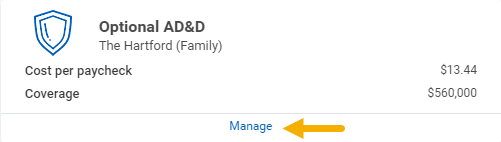 Optional AD&D
The Hartford (Family)
Cost per paycheck $13.44
Coverage $560,000
Manage